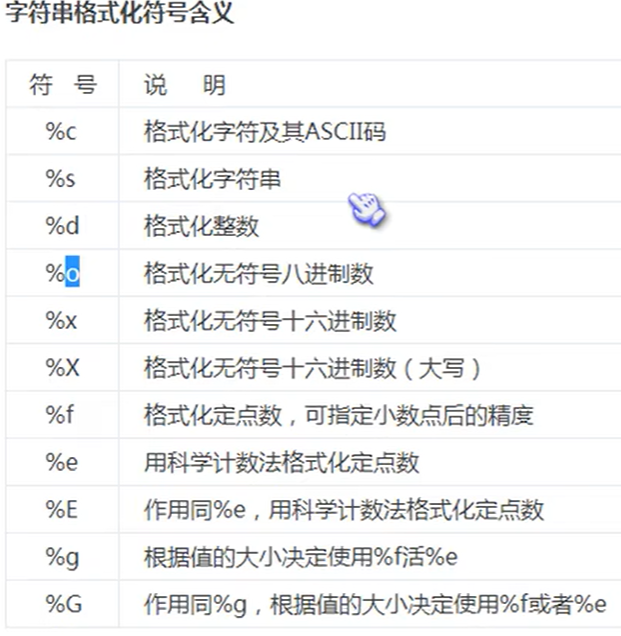 字符串格式化符号含义
符 号 说 明
%c 格式化字符及其ASCII码
%s 格式化字符串
%d 格式化整数
%o 格式化无符号八进制数
%x 格式化无符号十六进制数
%X 格式化无符号十六进制数（大写）
%f 格式化定点数，可指定小数点后的精度
%e 用科学计数法格式化定点数
%E 作用同%e，用科学计数法格式化定点数
%g 根据值的大小决定使用%f活%e
%G 作用同%g，根据值的大小决定使用%f或者%e